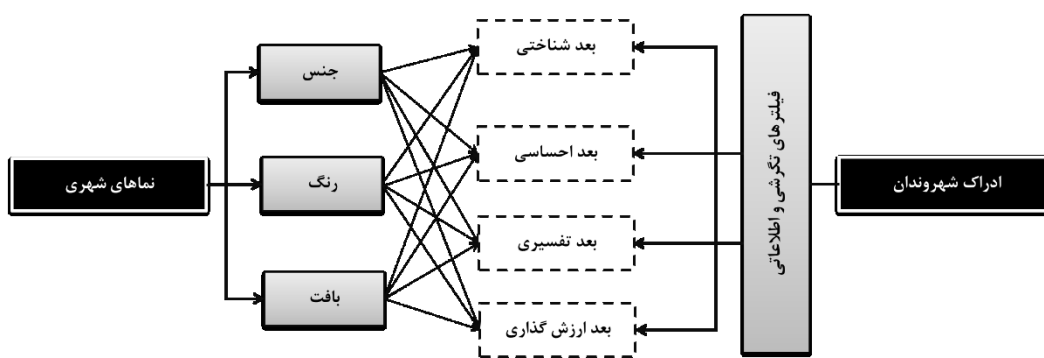 ادراک شهروندان
فیلترهای نگرشی و اطلاعاتی
بعد شناختی
بعد احساسی
بعد تفسیری
بعد ارزش گذاری
جنس
رنگ
بافت
نماهای شهری